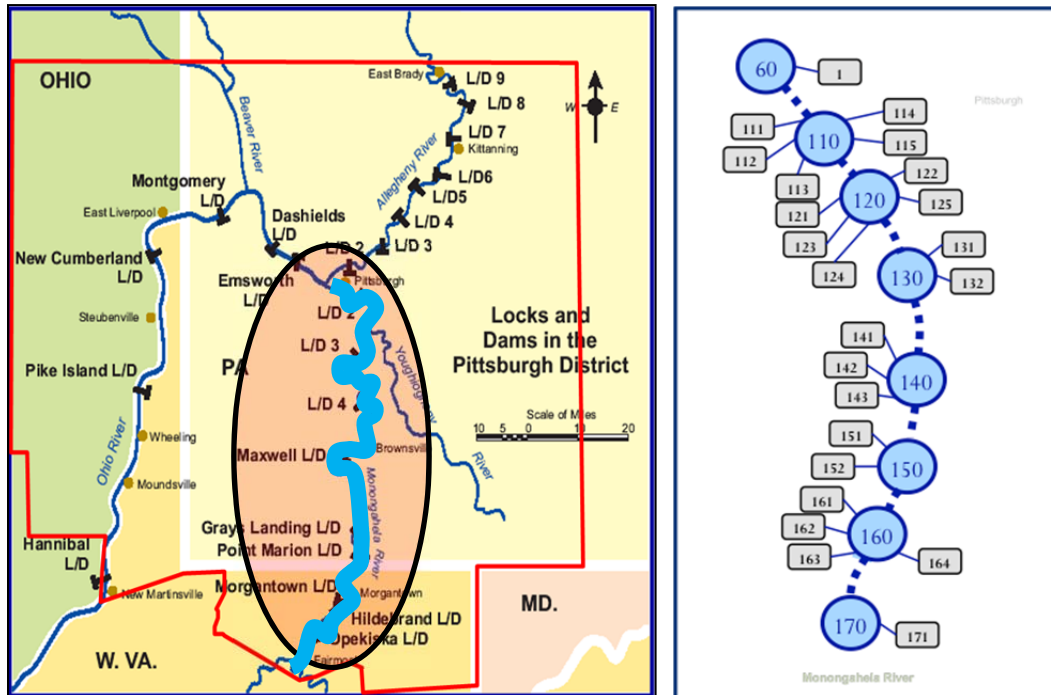 OHIO
East Brady
L/D 9
L/D 8
W
E
L/D 7
Kittanning
Beaver River
Allegheny River
L/D6
L/D5
Montgomery
L/D
L/D 4
East Liverpool
Dashields
L/D
L/D 3
L/D 2
New Cumberland
L/D
Emsworth
L/D
Pittsburgh
L/D 2
Steubenville
Locks and
Dams in the
Pittsburgh District
L/D 3
PA
Youghiogheny
River
Pike Island L/D
L/D 4
Scale of Miles
10
5
0
10
20
Ohio River
Wheeling
Maxwell L/D
Brownsville
Moundsville
Monongahela River
Grays Landing L/D
Point Marion L/D
Hannibal
L/D
New Martinsville
Morgantown L/D
Morgantown
Hildebrand L/D
Opekiska L/D
MD.
W. VA.
Fairmont
60
1
Pittsburgh
111
110
114
112
115
113
120
122
121
125
123
124
130
131
132
141
142
140
143
151
152
150
161
162
160
163
164
170
171
Monongahela River